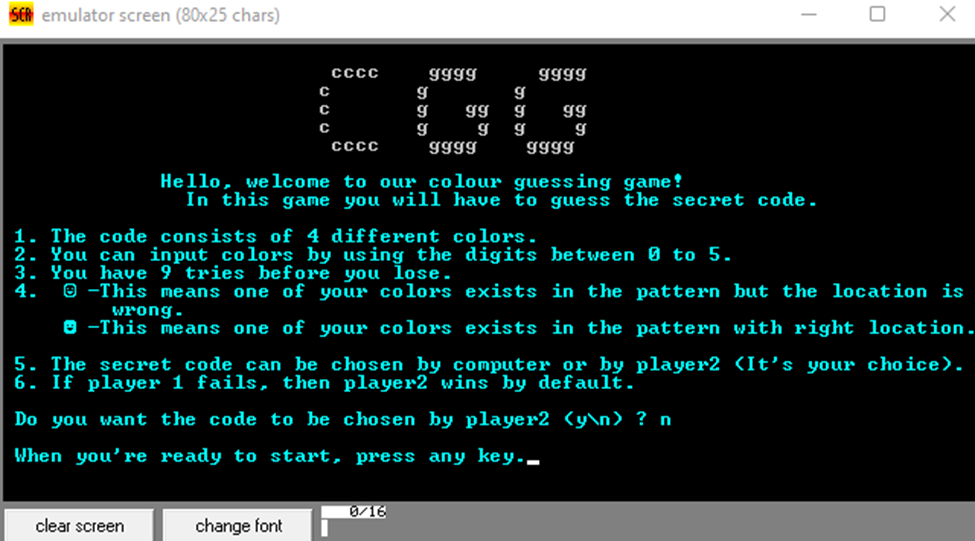 SCR emulator screen (80x25 chars)
cccc gggg gggg
c g g
c g gg g gg
c g g g g
cccc gggg gggg
Hello, welcome to our colour guessing game!
In this game you will have to guess the secret code.
1. The code consists of 4 different colors.
2. You can input colors by using the digits between 0 to 5.
3. You have 9 tries before you lose.
4. ☺ -This means one of your colors exists in the pattern but the location is
wrong.
☻ -This means one of your colors exists in the pattern with right location.
5. The secret code can be chosen by computer or by player2 (It's your choice).
6. If player 1 fails, then player2 wins by default.
Do you want the code to be chosen by player2 (y\n) ? n
When you're ready to start, press any key._
clear screen change font 0/16